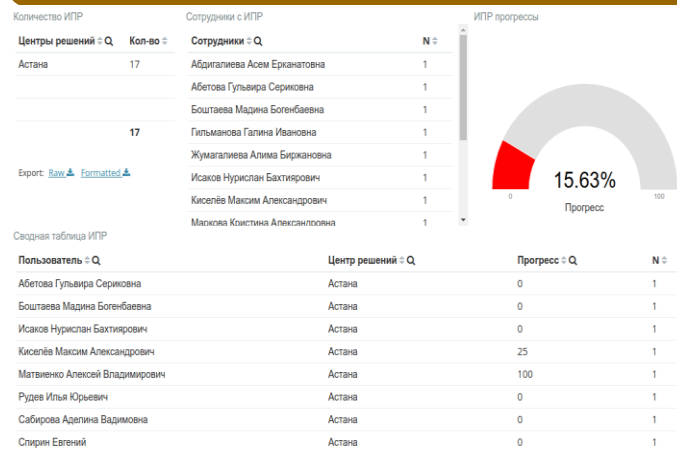 Количество ИПР
Центры решений Кол-во
Астана 17
17
Export: Raw Formatted
Сотрудники с ИПР
Сотрудники N
Абдигалиева Асем Ерканатовна 1
Абетова Гульвира Сериковна 1
Боштаева Мадина Богенбаевна 1
Гильманова Галина Ивановна 1
Жумагалиева Алима Биржановна 1
Исаков Нурислан Бахтиярович 1
Киселёв Максим Александрович 1
Маркова Кристина Александровна 1
ИПР прогрессы
15.63%
0 100
Прогресс
Сводная таблица ИПР
Пользователь Центр решений Прогресс N
Абетова Гульвира Сериковна Астана 0 1
Боштаева Мадина Богенбаевна Астана 0 1
Исаков Нурислан Бахтиярович Астана 0 1
Киселёв Максим Александрович Астана 25 1
Матвиенко Алексей Владимирович Астана 100 1
Рудев Илья Юрьевич Астана 0 1
Сабирова Аделина Вадимовна Астана 0 1
Спирин Евгений Астана 0 1